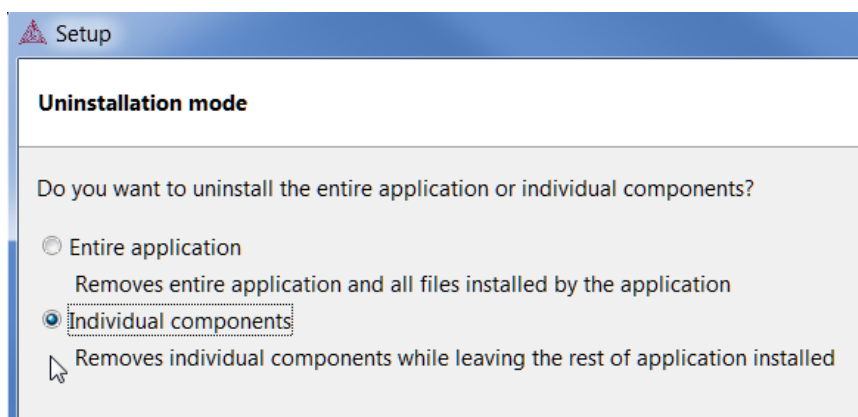 Setup
Uninstallation mode
Do you want to uninstall the entire application or individual components?
Entire application
Removes entire application and all files installed by the application
Individual components
Removes individual components while leaving the rest of application installed